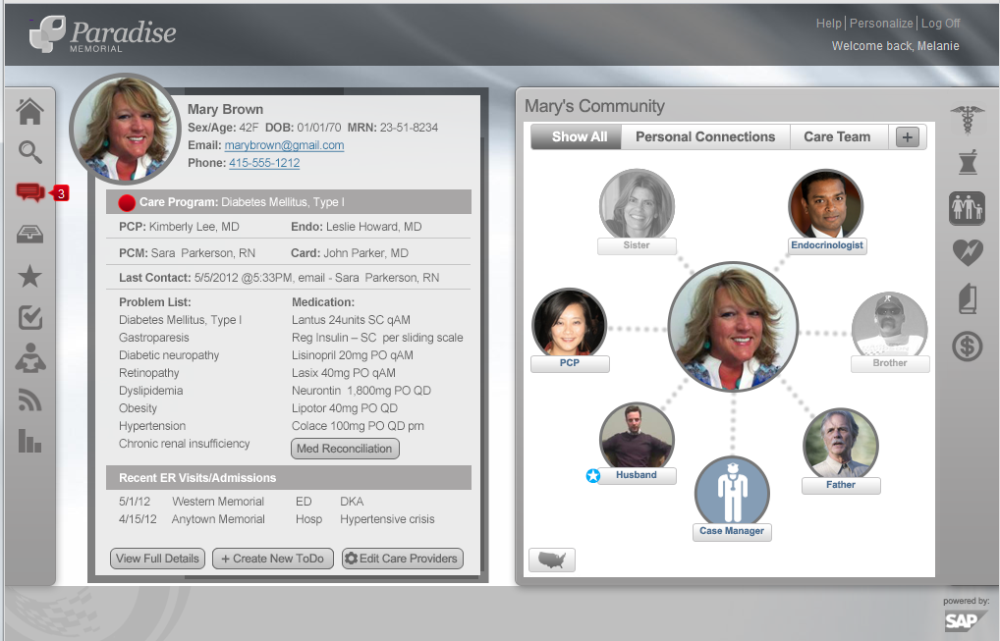 Paradise
MEMORIAL
Help | Personalize | Log Off
Welcome back, Melanie
3
Mary Brown
Sex/Age: 42F DOB: 01/01/70 MRN: 23-51-8234
Email: marybrown@gmail.com
Phone: 415-555-1212
Care Program: Diabetes Mellitus, Type I
PCP: Kimberly Lee, MD Endo: Leslie Howard, MD
PCM: Sara Parkerson, RN Card: John Parker, MD
Last Contact: 5/5/2012 @5:33PM, email - Sara Parkerson, RN
Problem List: Medication:
Diabetes Mellitus, Type I Lantus 24units SC qAM
Gastroparesis Reg Insulin – SC per sliding scale
Diabetic neuropathy Lisinopril 20mg PO qAM
Retinopathy Lasix 40mg PO qAM
Dyslipidemia Neurontin 1,800mg PO QD
Obesity Lipotor 40mg PO QD
Hypertension Colace 100mg PO QD prn
Chronic renal insufficiency Med Reconciliation
Recent ER Visits/Admissions
5/1/12 Western Memorial ED DKA
4/15/12 Anytown Memorial Hosp Hypertensive crisis
View Full Details + Create New ToDo Edit Care Providers
Mary's Community
Show All Personal Connections Care Team +
Sister
Endocrinologist
PCP
Brother
Husband
Father
Case Manager
$
powered by:
SAP